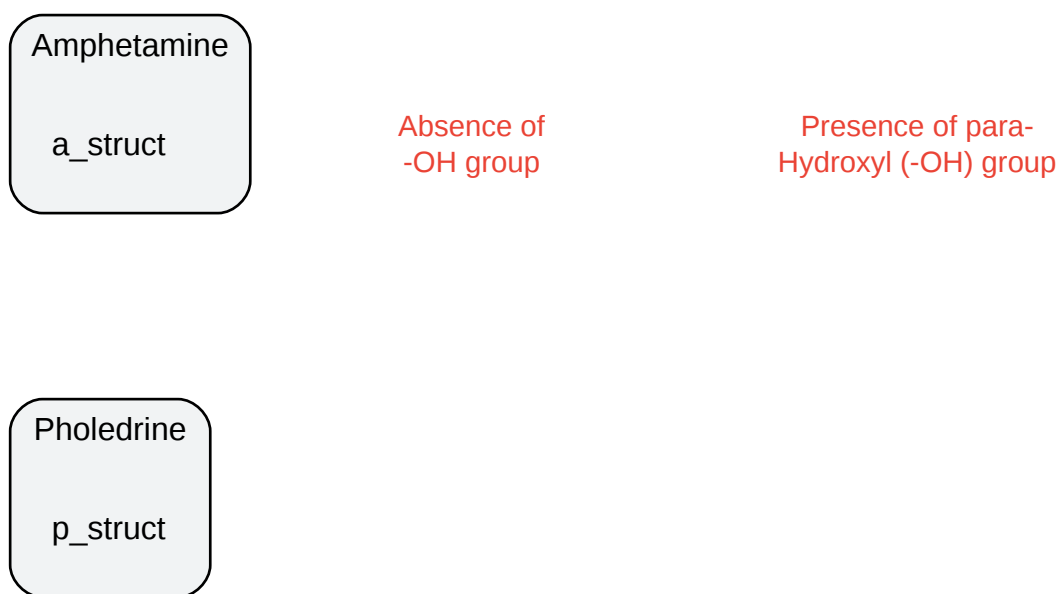 Amphetamine
a_struct
Absence of
-OH group
Presence of para-
Hydroxyl (-OH) group
Pholedrine
p_struct